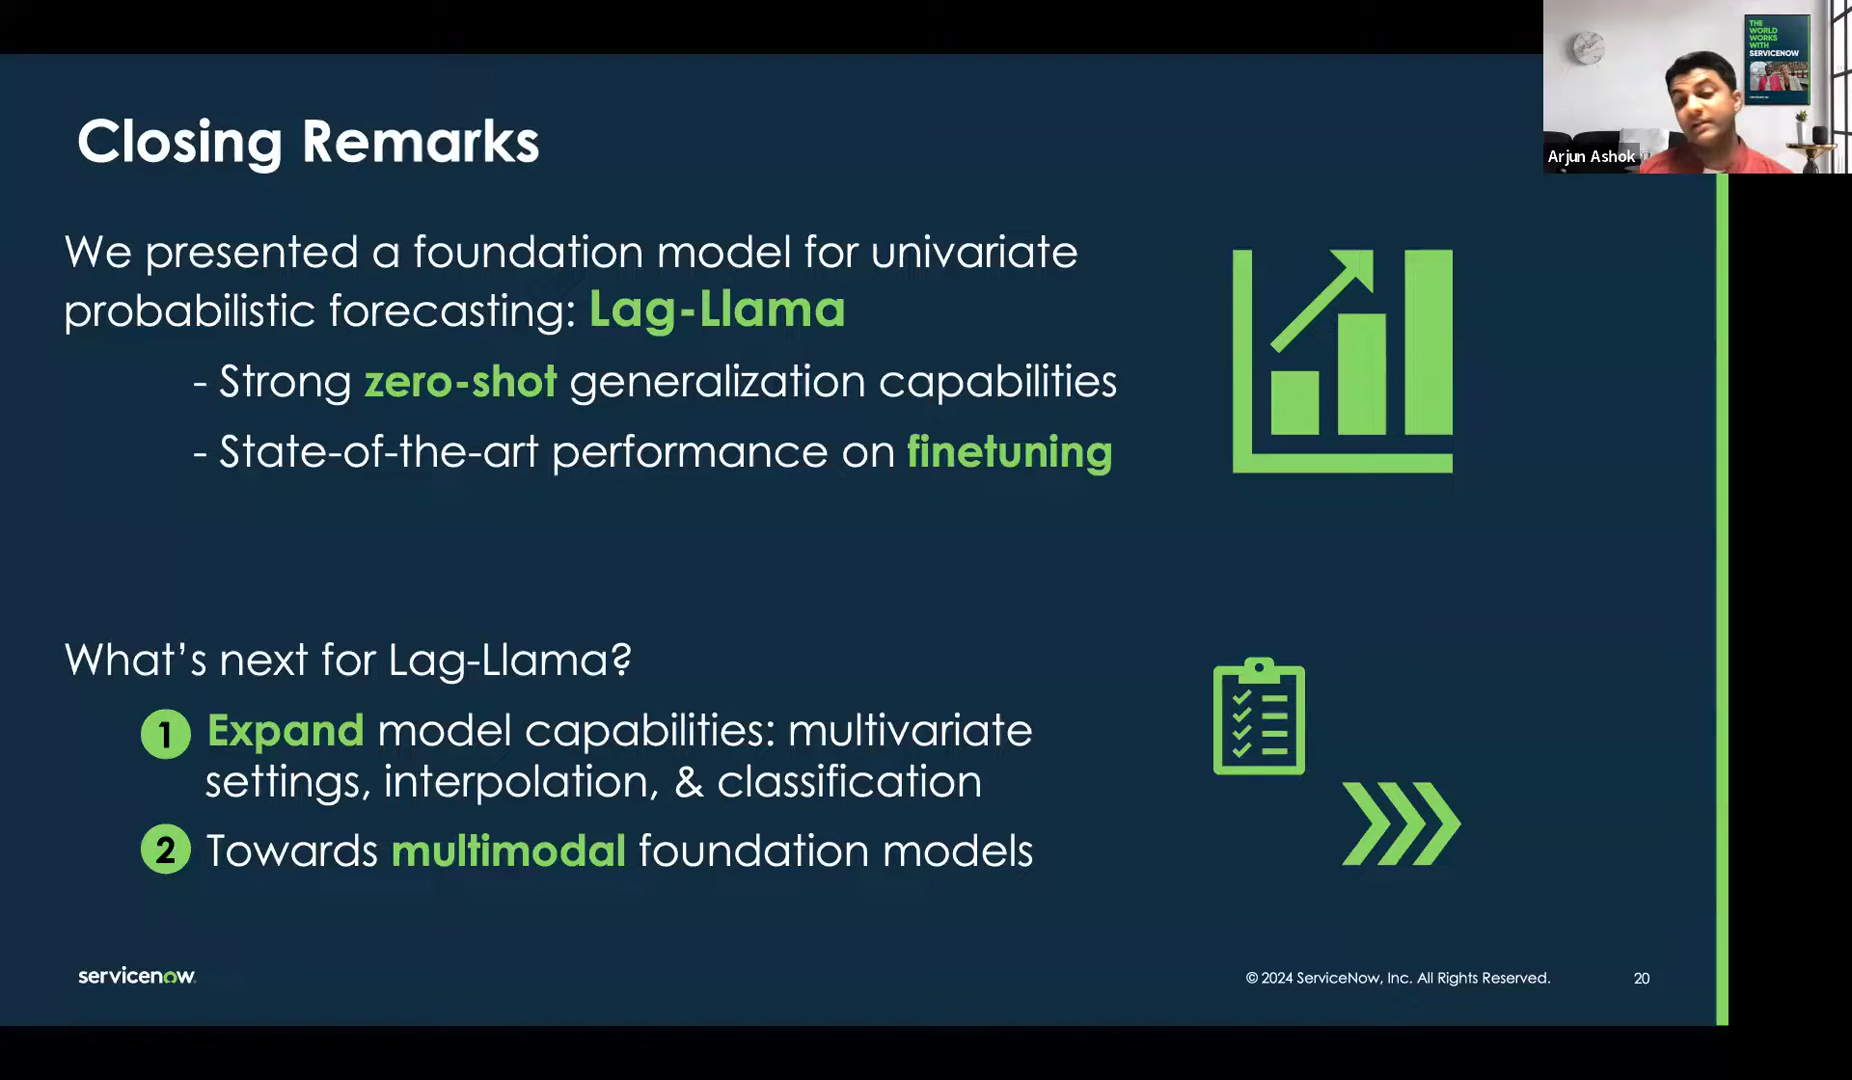 THE
WORLD
WORKS
WITH
SERVICENOW
Arjun Ashok
Closing Remarks
We presented a foundation model for univariate
probabilistic forecasting: Lag-Llama
- Strong zero-shot generalization capabilities
- State-of-the-art performance on finetuning
What’s next for Lag-Llama?
1 Expand model capabilities: multivariate
settings, interpolation, & classification
2 Towards multimodal foundation models
servicenow
© 2024 ServiceNow, Inc. All Rights Reserved.
20